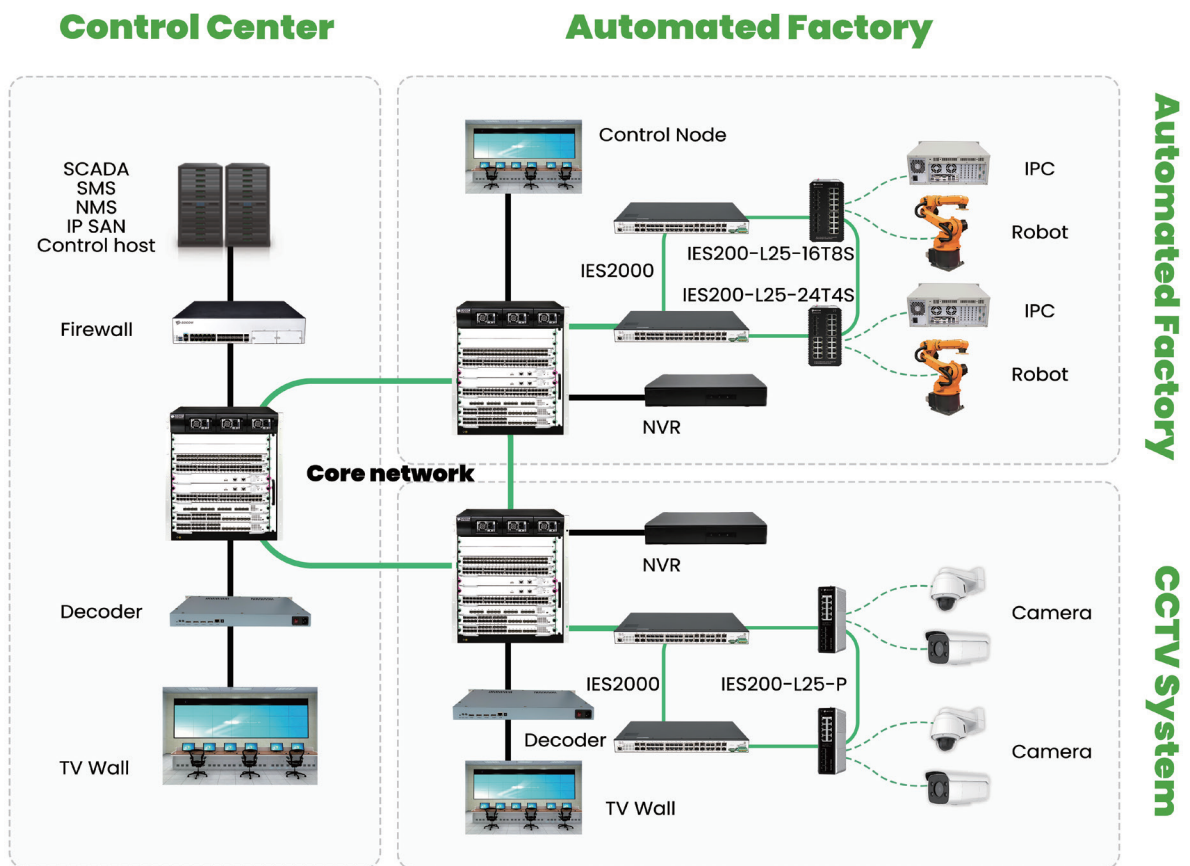 Control Center
Automated Factory
SCADA
SMS
NMS
IP SAN
Control host
Firewall
Core network
Decoder
TV Wall
Control Node
IES2000
IES200-L25-16T8S
IES200-L25-24T4S
IPC
Robot
IPC
Robot
NVR
Automated Factory
NVR
IES2000
IES200-L25-P
Camera
Camera
Decoder
TV Wall
CCTV System